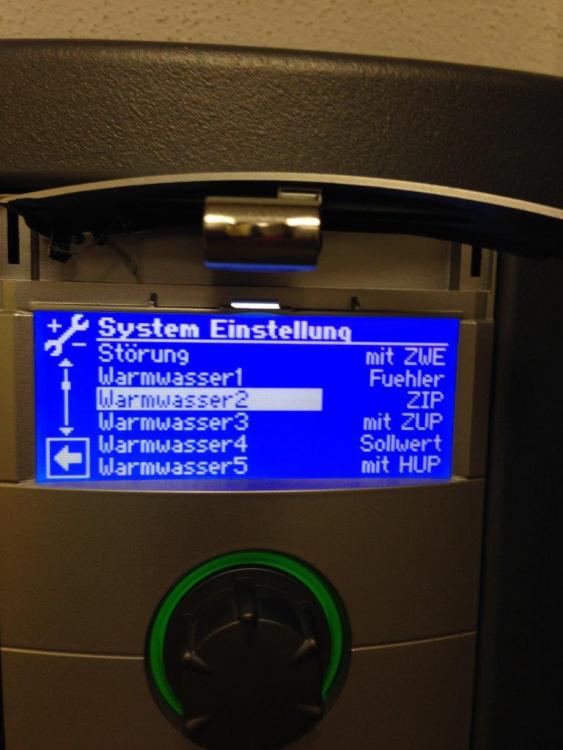 System Einstellung
Störung mit ZWE
Warmwasser1 Fuehler
Warmwasser2 ZIP
Warmwasser3 mit ZUP
Warmwasser4 Sollwert
Warmwasser5 mit HUP